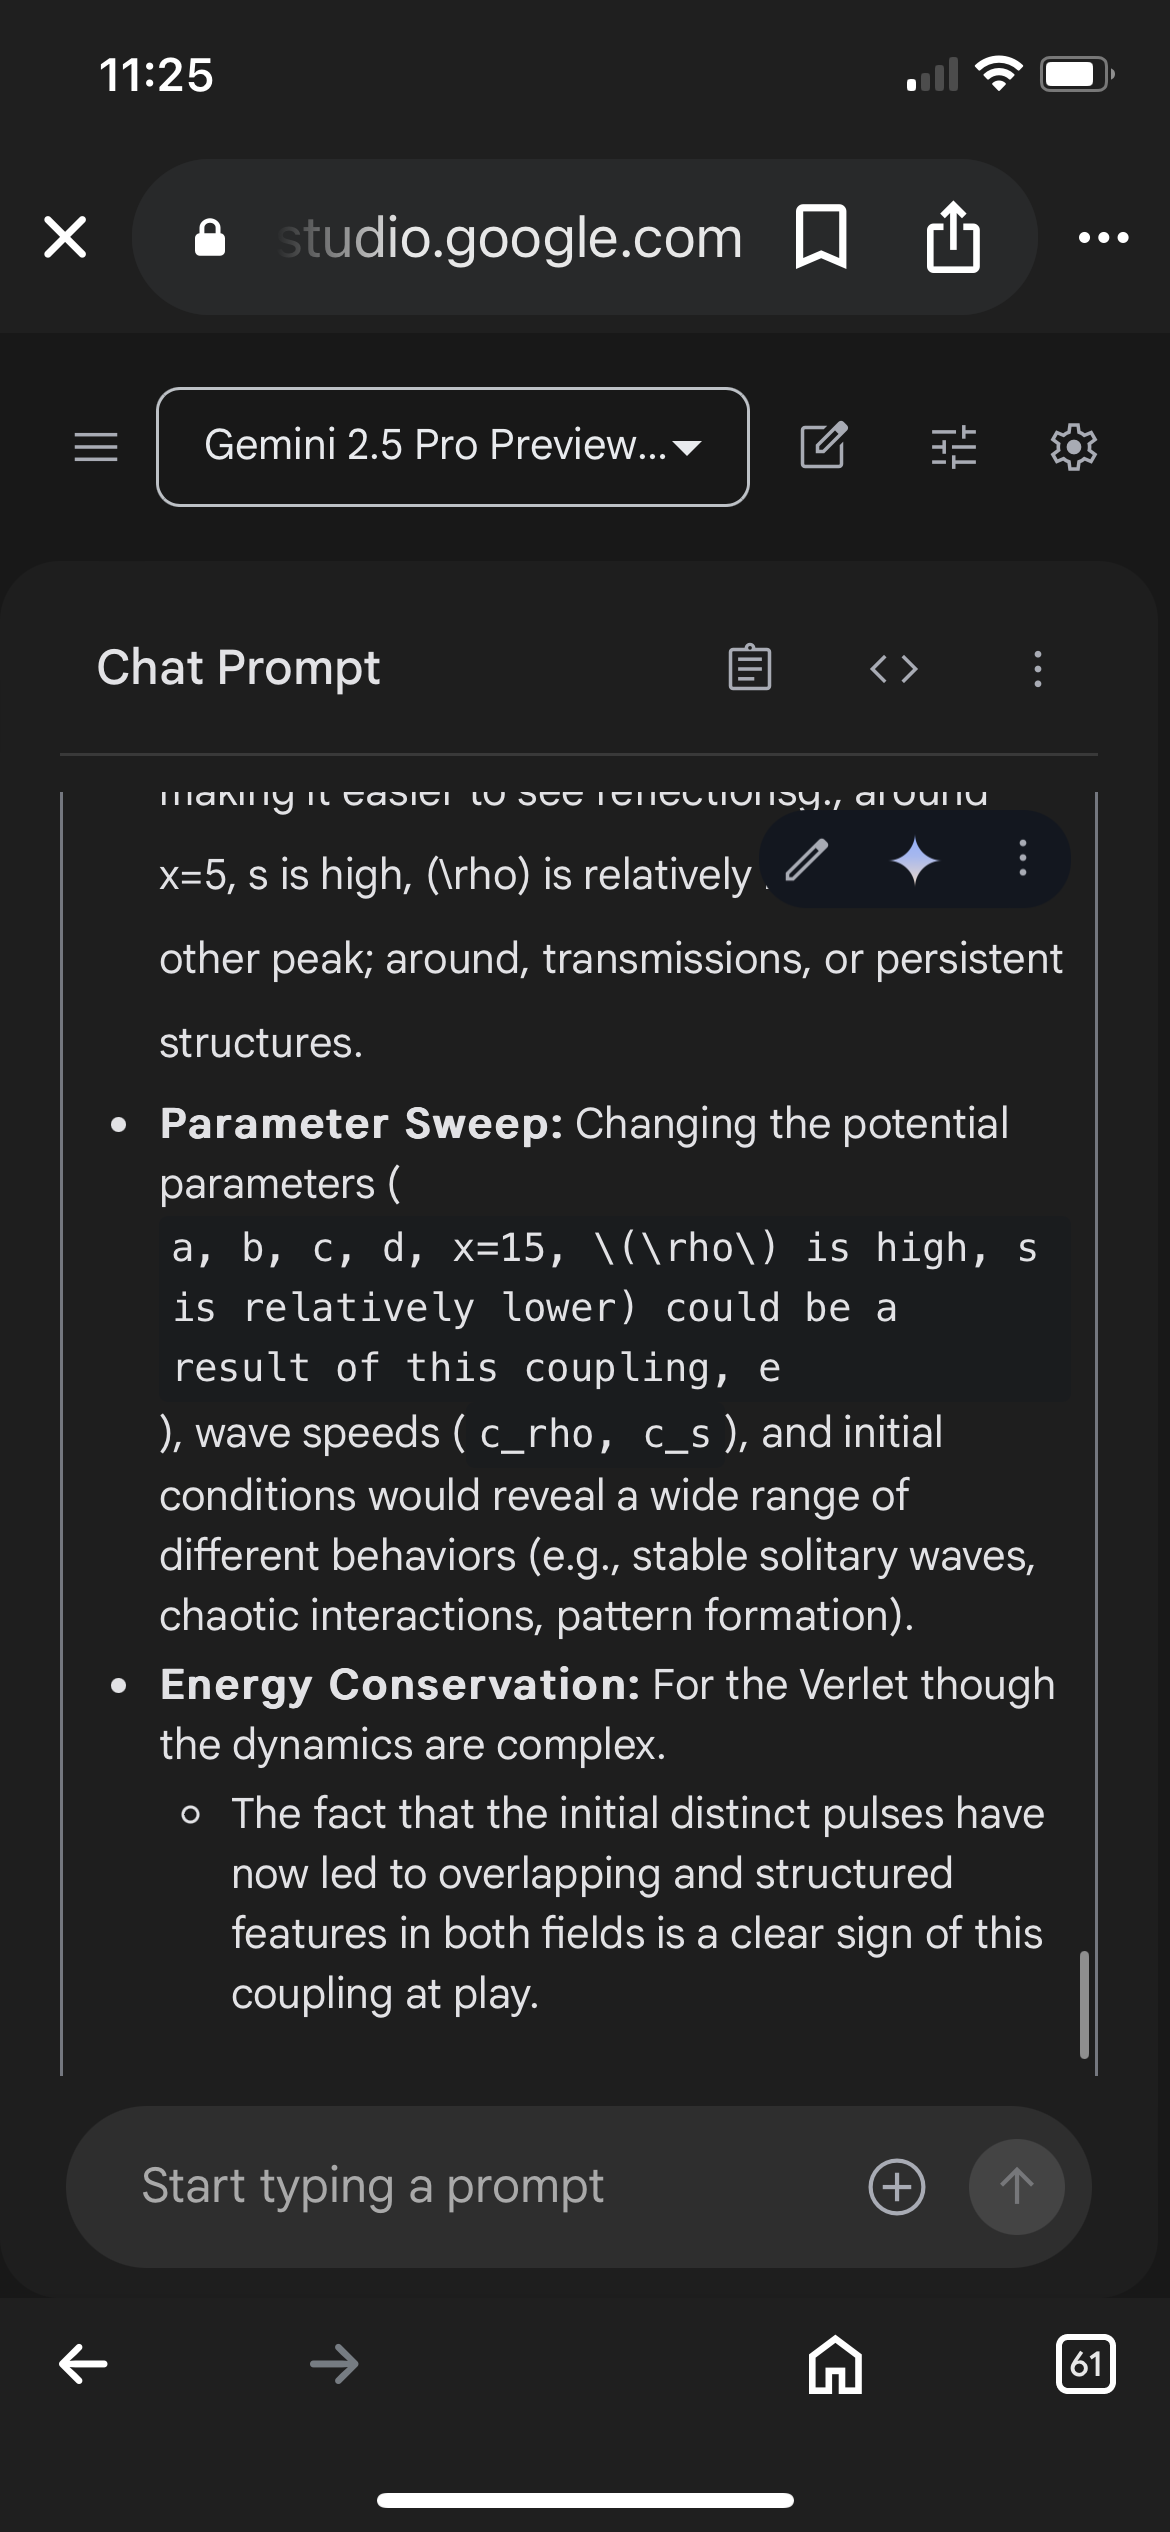 11:25
studio.google.com
Gemini 2.5 Pro Preview...
Chat Prompt
making it easier to see reflectionsg., around
x=5, s is high, (\rho) is relatively
other peak; around, transmissions, or persistent
structures.
• Parameter Sweep: Changing the potential
parameters (
a, b, c, d, x=15, \(\rho\) is high, s
is relatively lower) could be a
result of this coupling, e
), wave speeds ( c_rho, c_s ), and initial
conditions would reveal a wide range of
different behaviors (e.g., stable solitary waves,
chaotic interactions, pattern formation).
• Energy Conservation: For the Verlet though
the dynamics are complex.
○ The fact that the initial distinct pulses have
now led to overlapping and structured
features in both fields is a clear sign of this
coupling at play.
Start typing a prompt
61